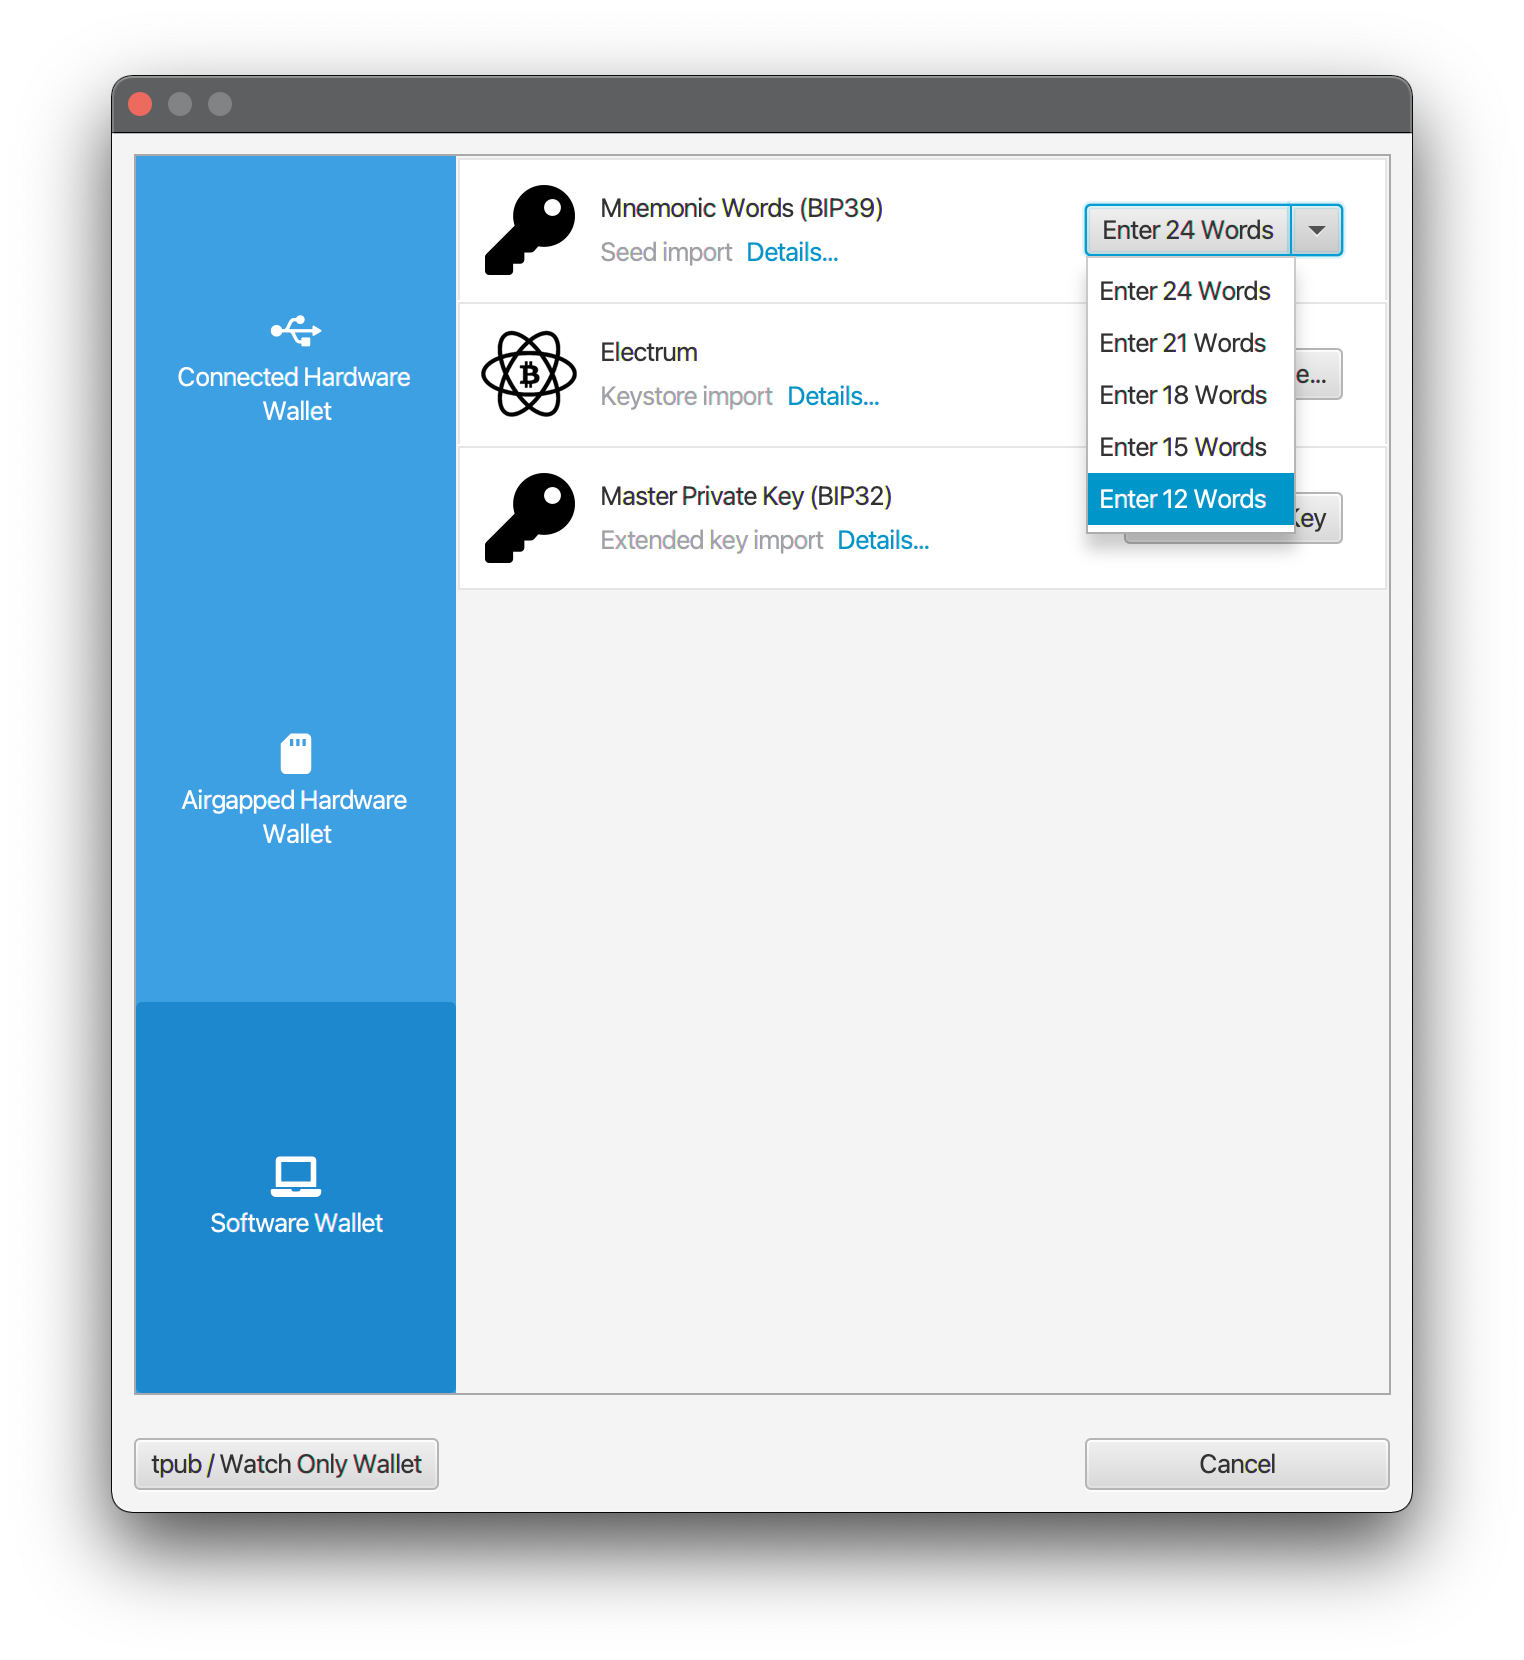 Connected Hardware
Wallet
Airgapped Hardware
Wallet
Software Wallet
Mnemonic Words (BIP39)
Seed import Details...
Enter 24 Words
Enter 24 Words
Enter 21 Words
Enter 18 Words
Enter 15 Words
Enter 12 Words
Electrum
Keystore import Details...
e...
Master Private Key (BIP32)
Extended key import Details...
Key
tpub / Watch Only Wallet
Cancel